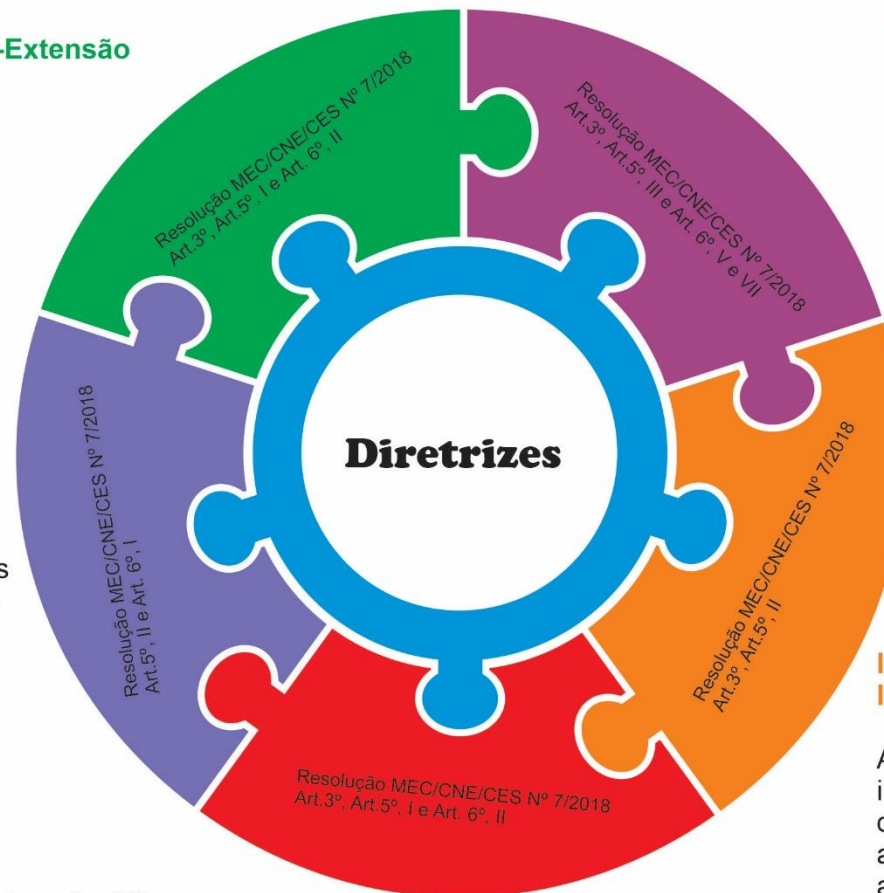 -Extensão
Resolução MEC/CNE/CES Nº 7/2018
Art.3º, Art.5º, I e Art. 6º, II
Resolução MEC/CNE/CES Nº 7/2018
Art.3º, Art.5º, III e Art. 6º, V e VII
Diretrizes
Resolução MEC/CNE/CES Nº 7/2018
Art.5º, II e Art. 6º, I
Resolução MEC/CNE/CES Nº 7/2018
Art.3º, Art.5º, II
Resolução MEC/CNE/CES Nº 7/2018
Art.3º, Art.5º, I e Art. 6º, II